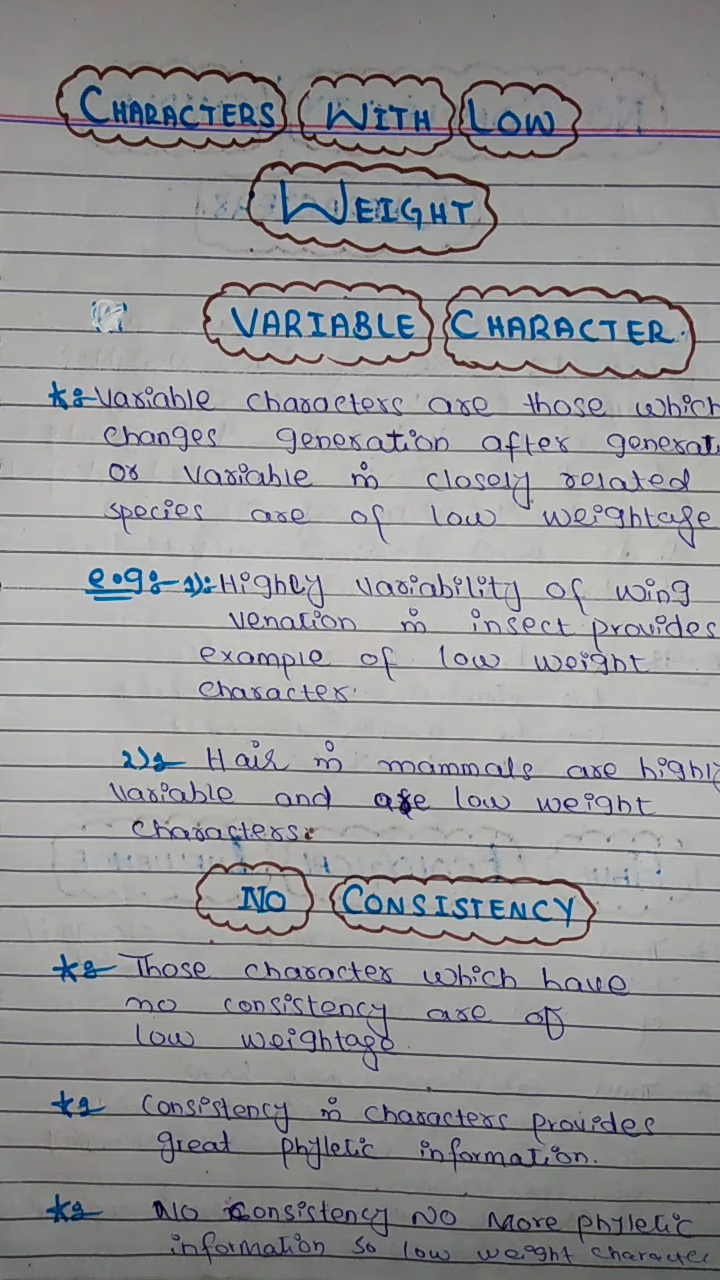 CHARACTERS WITH LOW
WEIGHT
VARIABLE CHARACTER.
*:- Variable characters are those which
changes generation after generat
or variable in closely related
species are of low weightage
e.g:- 1):- Highly variability of wing
venation in insect provides
example of low weight
character.
2):- Hair in mammals are highly
variable and are low weight
characters.
NO CONSISTENCY
*:- Those character which have
no consistency are of
low weightage.
*:- Consistency in characters provides
great phyletic information.
*:- No consistency No More phyletic
information so low weight character